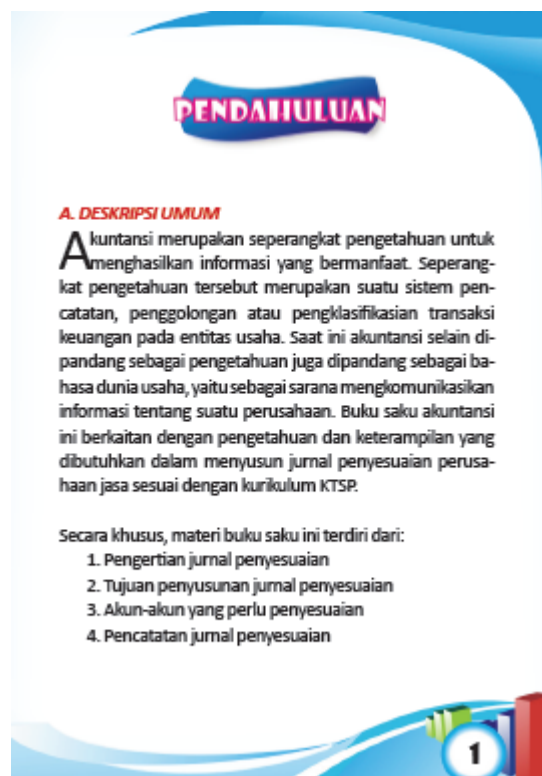 PENDAHULUAN
A. DESKRIPSI UMUM
Akuntansi merupakan seperangkat pengetahuan untuk
menghasilkan informasi yang bermanfaat. Seperang-
kat pengetahuan tersebut merupakan suatu sistem pen-
catatan, penggolongan atau pengklasifikasian transaksi
keuangan pada entitas usaha. Saat ini akuntansi selain di-
pandang sebagai pengetahuan juga dipandang sebagai ba-
hasa dunia usaha, yaitu sebagai sarana mengkomunikasikan
informasi tentang suatu perusahaan. Buku saku akuntansi
ini berkaitan dengan pengetahuan dan keterampilan yang
dibutuhkan dalam menyusun jurnal penyesuaian perusa-
haan jasa sesuai dengan kurikulum KTSP.
Secara khusus, materi buku saku ini terdiri dari:
1. Pengertian jurnal penyesuaian
2. Tujuan penyusunan jurnal penyesuaian
3. Akun-akun yang perlu penyesuaian
4. Pencatatan jurnal penyesuaian
1